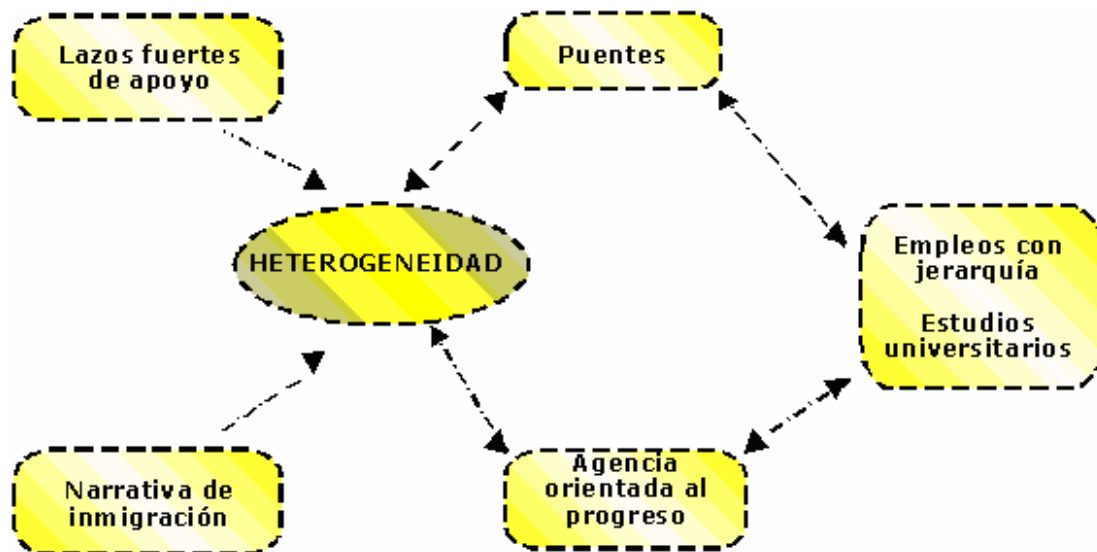 Lazos fuertes
de apoyo
Puentes
HETEROGENEIDAD
Empleos con
jerarquía
Estudios
universitarios
Narrativa de
inmigración
Agencia
orientada al
progreso